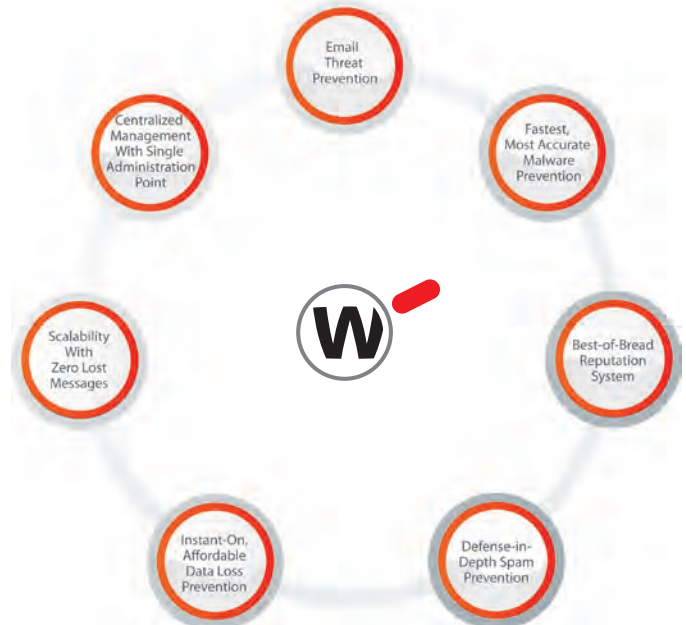 Email
Threat
Prevention
Fastest,
Most Accurate
Malware
Prevention
Best-of-Bread
Reputation
System
Defense-in-
Depth Spam
Prevention
Instant-On,
Affordable
Data Loss
Prevention
Scalability
With
Zero Lost
Messages
Centralized
Management
With Single
Administration
Point
W